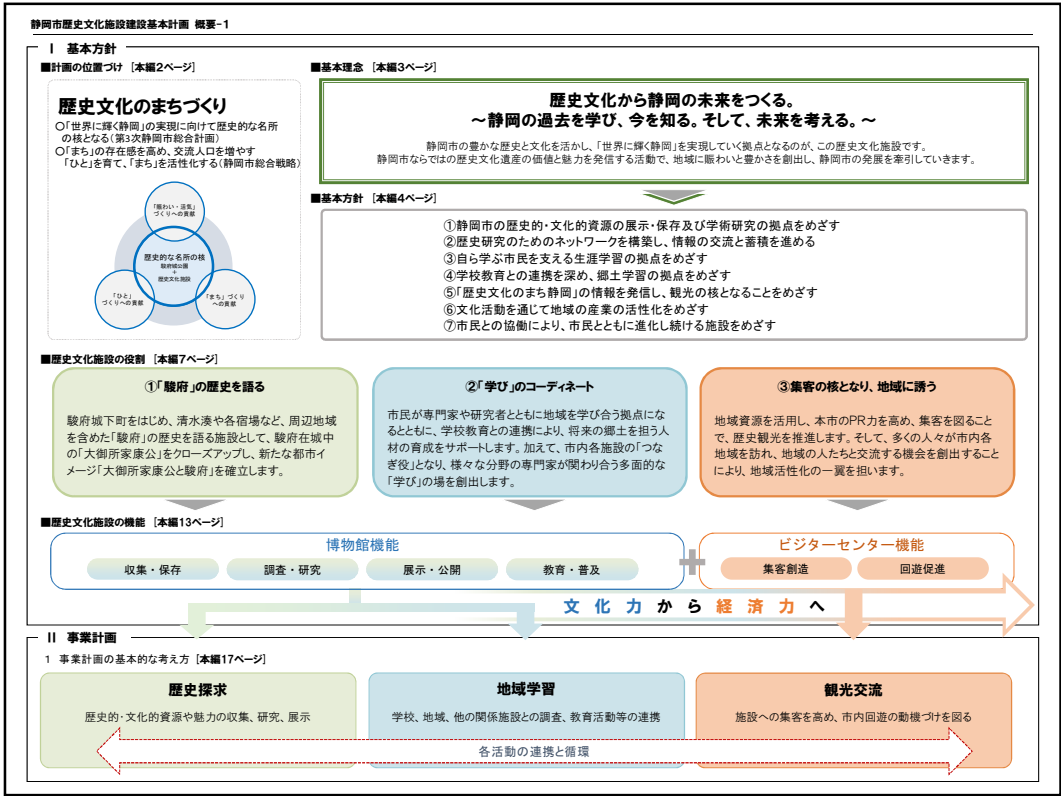 静岡市歴史文化施設建設基本計画 概要-1
Ⅰ 基本方針
■計画の位置づけ [本編2ページ]
歴史文化のまちづくり
○「世界に輝く静岡」の実現に向けて歴史的な名所
の核となる(第3次静岡市総合計画)
○「まち」の存在感を高め、交流人口を増やす
「ひと」を育て、「まち」を活性化する(静岡市総合戦略)
「賑わい・活気」
づくりへの貢献
歴史的な名所の核
駿府城公園
+
歴史文化施設
「ひと」
づくりへの貢献
「まち」づくり
への貢献
■基本理念 [本編3ページ]
歴史文化から静岡の未来をつくる。
～静岡の過去を学び、今を知る。そして、未来を考える。～
静岡市の豊かな歴史と文化を活かし、「世界に輝く静岡」を実現していく拠点となるのが、この歴史文化施設です。
静岡市ならではの歴史文化遺産の価値と魅力を発信する活動で、地域に賑わいと豊かさを創出し、静岡市の発展を牽引していきます。
■基本方針 [本編4ページ]
①静岡市の歴史的・文化的資源の展示・保存及び学術研究の拠点をめざす
②歴史研究のためのネットワークを構築し、情報の交流と蓄積を進める
③自ら学ぶ市民を支える生涯学習の拠点をめざす
④学校教育との連携を深め、郷土学習の拠点をめざす
⑤「歴史文化のまち静岡」の情報を発信し、観光の核となることをめざす
⑥文化活動を通じて地域の産業の活性化をめざす
⑦市民との協働により、市民とともに進化し続ける施設をめざす
■歴史文化施設の役割 [本編7ページ]
①「駿府」の歴史を語る
駿府城下町をはじめ、清水湊や各宿場など、周辺地域
を含めた「駿府」の歴史を語る施設として、駿府在城中
の「大御所家康公」をクローズアップし、新たな都市イ
メージ「大御所家康公と駿府」を確立します。
②「学び」のコーディネート
市民が専門家や研究者とともに地域を学び合う拠点にな
るとともに、学校教育との連携により、将来の郷土を担う人
材の育成をサポートします。加えて、市内各施設の「つな
ぎ役」となり、様々な分野の専門家が関わり合う多面的な
「学び」の場を創出します。
③集客の核となり、地域に誘う
地域資源を活用し、本市のPR力を高め、集客を図ること
で、歴史観光を推進します。そして、多くの人々が市内各
地域を訪れ、地域の人たちと交流する機会を創出すること
により、地域活性化の一翼を担います。
■歴史文化施設の機能 [本編13ページ]
博物館機能
収集・保存
調査・研究
展示・公開
教育・普及
ビジターセンター機能
集客創造
回遊促進
文化力から経済力へ
Ⅱ 事業計画
1 事業計画の基本的な考え方 [本編17ページ]
歴史探求
歴史的・文化的資源や魅力の収集、研究、展示
地域学習
学校、地域、他の関係施設との調査、教育活動等の連携
観光交流
施設への集客を高め、市内回遊の動機づけを図る
各活動の連携と循環